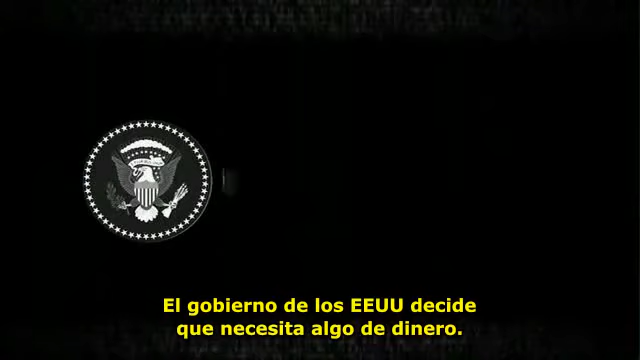 El gobierno de los EEUU decide
que necesita algo de dinero.